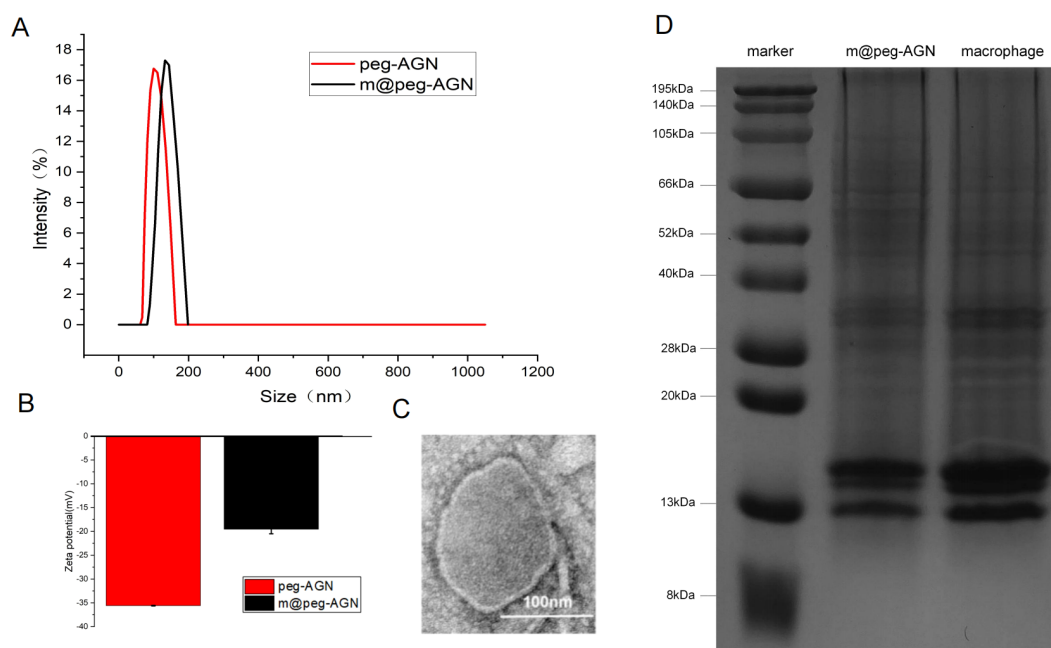 A
18
16
14
12
10
8
6
4
2
0
Intensity（%）
peg-AGN
m@peg-AGN
0 200 400 600 800 1000 1200
Size（nm）
B
0
-5
-10
-15
-20
-25
-30
-35
-40
Zeta potential(mV)
peg-AGN
m@peg-AGN
C
100nm
D
marker m@peg-AGN macrophage
195kDa
140kDa
105kDa
66kDa
52kDa
40kDa
28kDa
20kDa
13kDa
8kDa